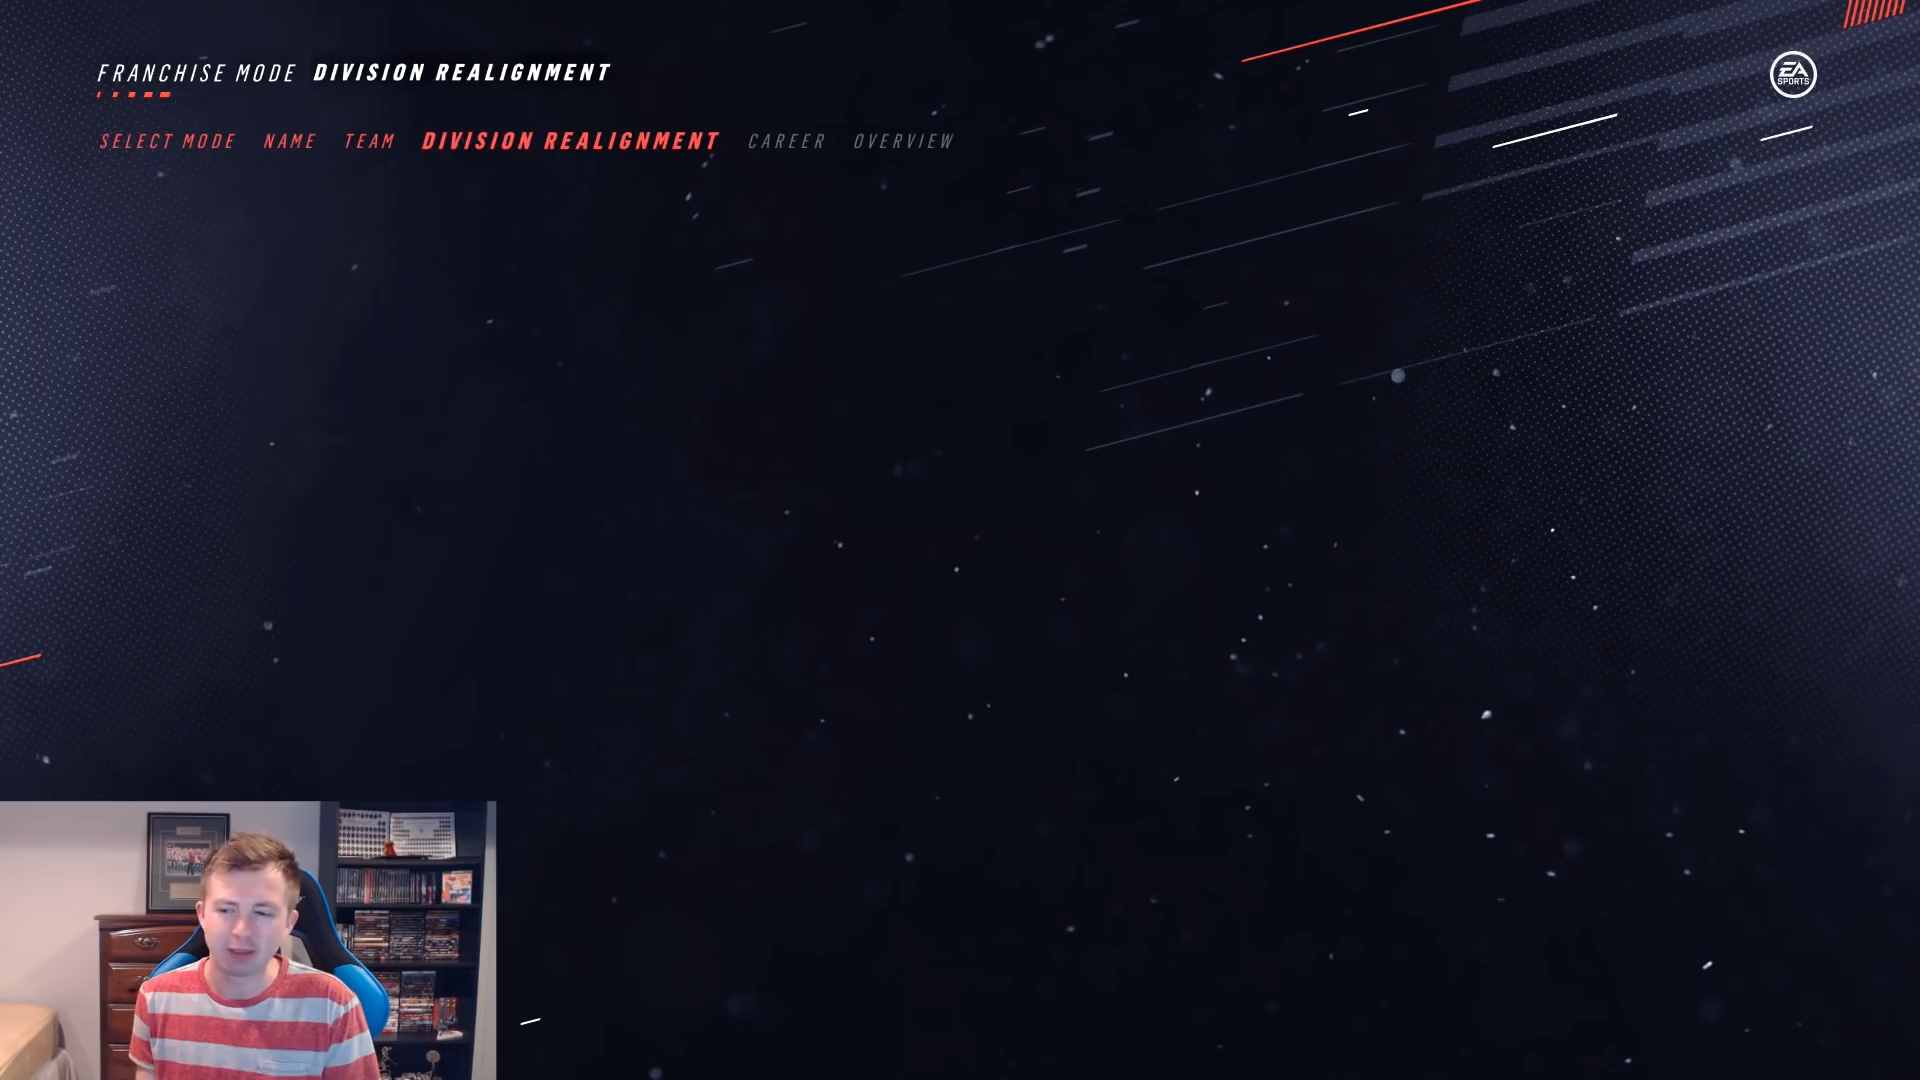 FRANCHISE MODE DIVISION REALIGNMENT
EA SPORTS
SELECT MODE NAME TEAM DIVISION REALIGNMENT CAREER OVERVIEW